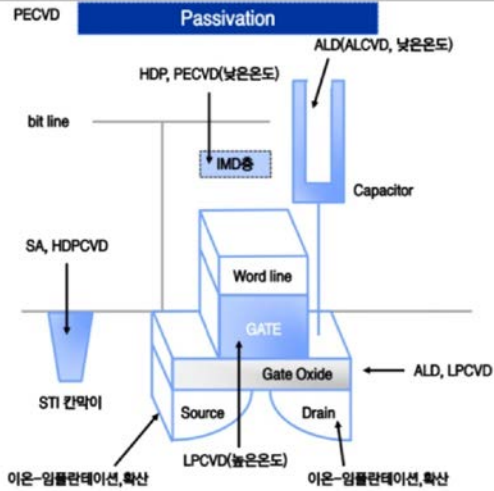 PECVD
Passivation
ALD(ALCVD, 낮은온도)
HDP, PECVD(낮은온도)
bit line
IMD층
Capacitor
SA, HDPCVD
Word line
GATE
Gate Oxide
ALD, LPCVD
STI 칸막이
Source
Drain
LPCVD(높은온도)
이온-임플란테이션,확산
이온-임플란테이션,확산